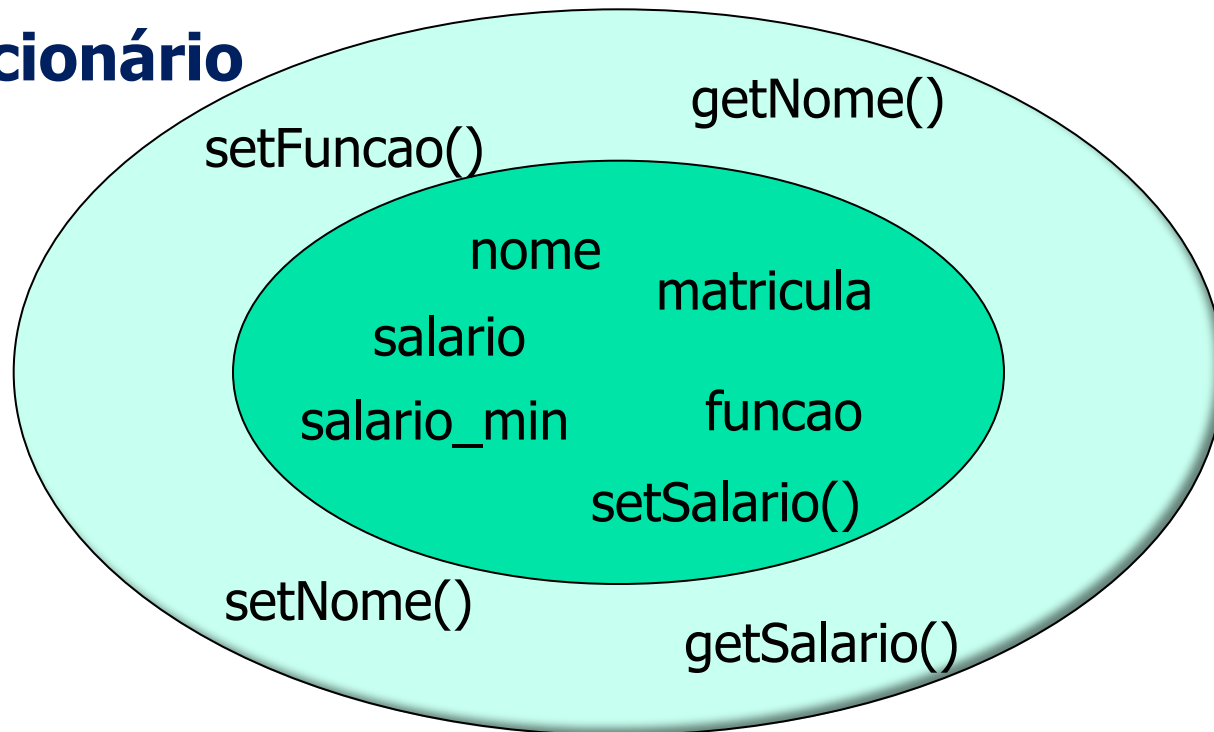 cionário
getNome()
setFuncao()
nome
matricula
salario
salario_min
funcao
setSalario()
setNome()
getSalario()